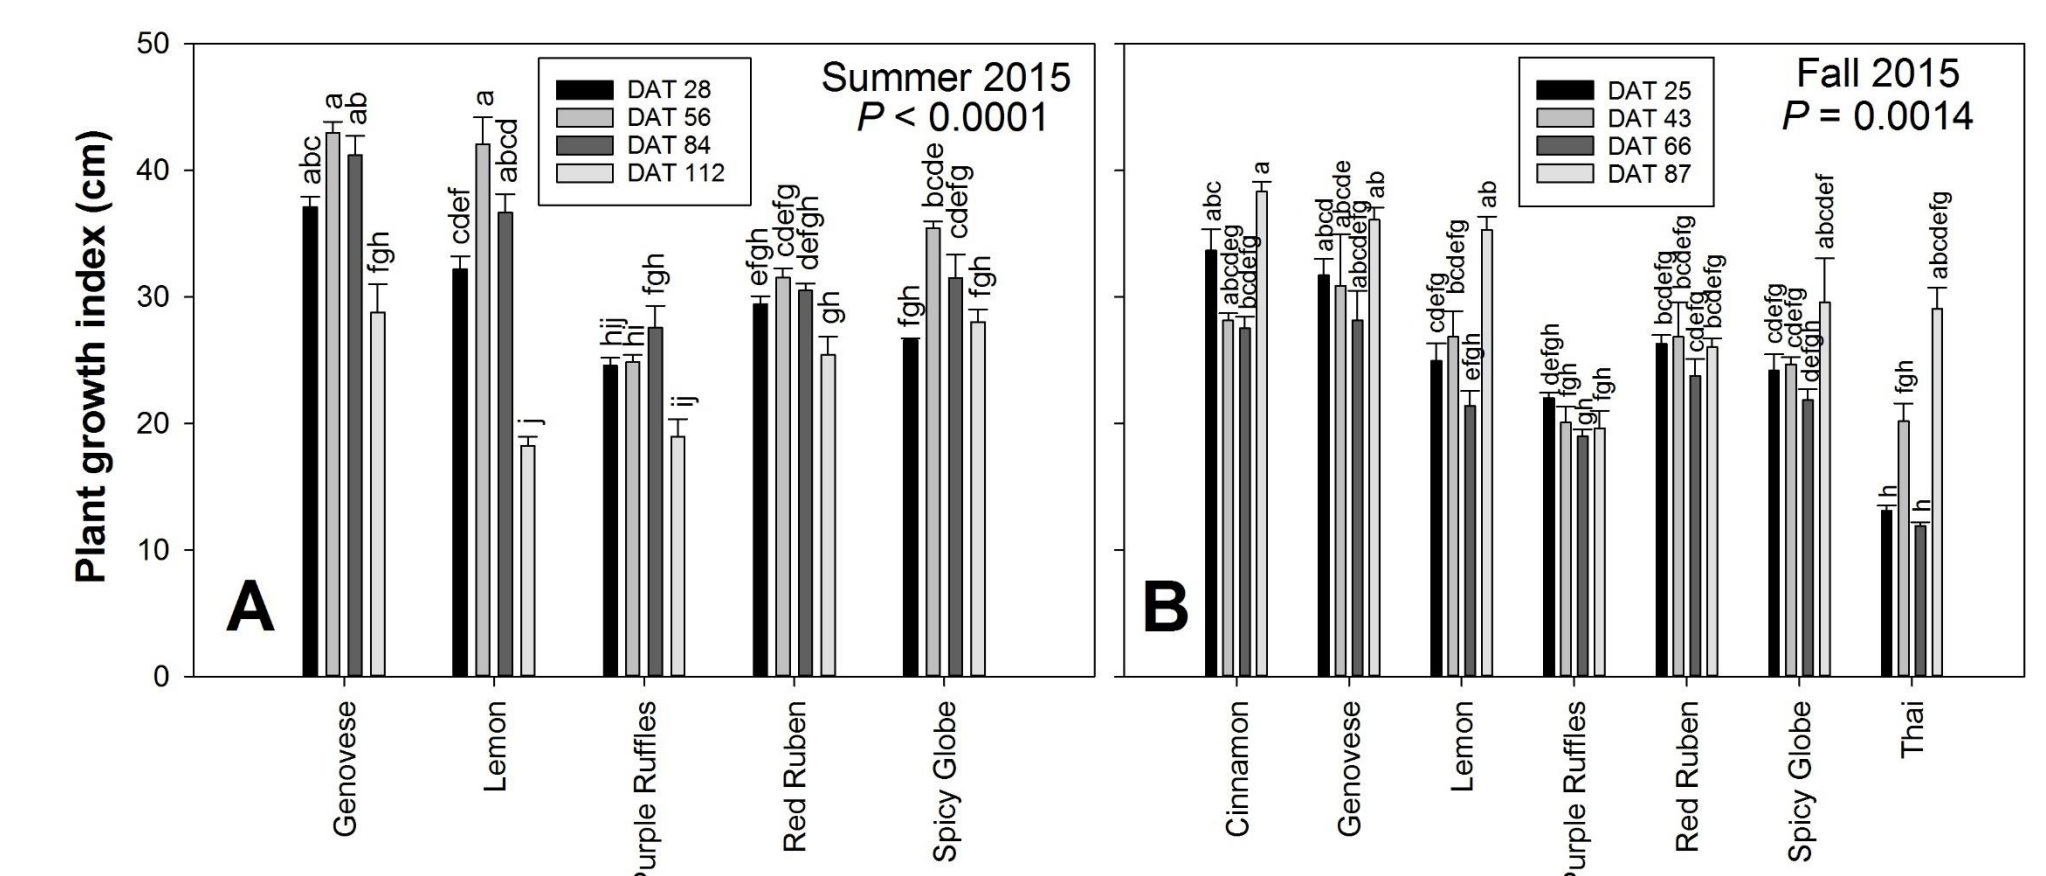 Plant growth index (cm)
50
40
30
20
10
0
DAT 28
DAT 56
DAT 84
DAT 112
Summer 2015
P < 0.0001
abc
a
ab
fgh
cdef
a
abcd
j
hij
hi
fgh
ij
efgh
cdefg
defgh
gh
fgh
bcde
cdefg
fgh
A
Genovese
Lemon
Purple Ruffles
Red Ruben
Spicy Globe
DAT 25
DAT 43
DAT 66
DAT 87
Fall 2015
P = 0.0014
abc
abcdeg
bcdefg
a
abcd
abcde
abcdefg
ab
cdefg
bcdefg
efgh
ab
defgh
fgh
gh
fgh
bcdefg
bcdefg
cdefg
bcdefg
cdefg
cdefg
defgh
abcdef
h
fgh
h
abcdefg
B
Cinnamon
Genovese
Lemon
Purple Ruffles
Red Ruben
Spicy Globe
Thai